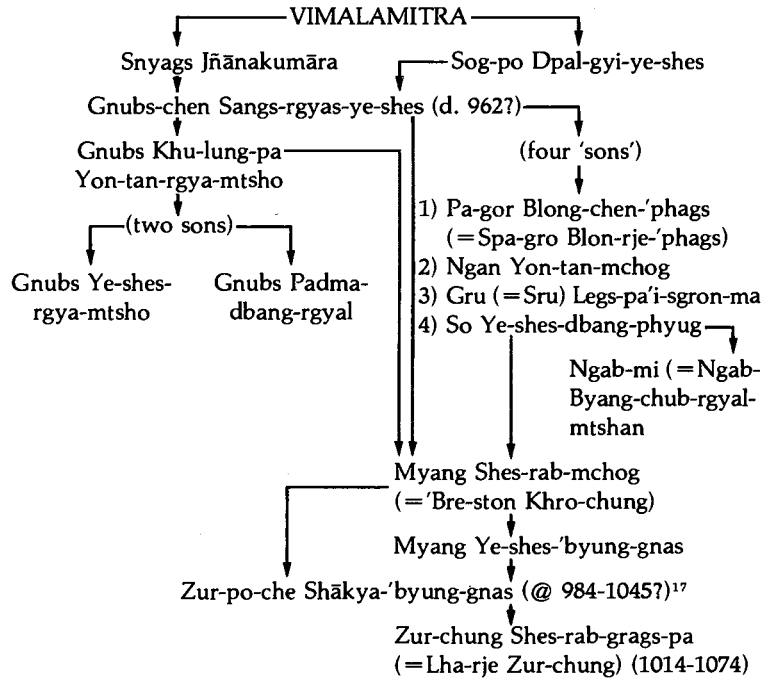 VIMALAMITRA
Snyags Jñānakumāra
Sog-po Dpal-gyi-ye-shes
Gnubs-chen Sangs-rgyas-ye-shes (d. 962?)
Gnubs Khu-lung-pa
Yon-tan-rgya-mtsho
(four 'sons')
(two sons)
1) Pa-gor Blong-chen-'phags
(=Spa-gro Blon-rje-'phags)
2) Ngan Yon-tan-mchog
3) Gru (=Sru) Legs-pa'i-sgron-ma
4) So Ye-shes-dbang-phyug
Gnubs Ye-shes-
rgya-mtsho
Gnubs Padma-
dbang-rgyal
Ngab-mi (=Ngab-
Byang-chub-rgyal-
mtshan
Myang Shes-rab-mchog
(='Bre-ston Khro-chung)
Myang Ye-shes-'byung-gnas
Zur-po-che Shākya-'byung-gnas (@ 984-1045?)¹⁷
Zur-chung Shes-rab-grags-pa
(=Lha-rje Zur-chung) (1014-1074)